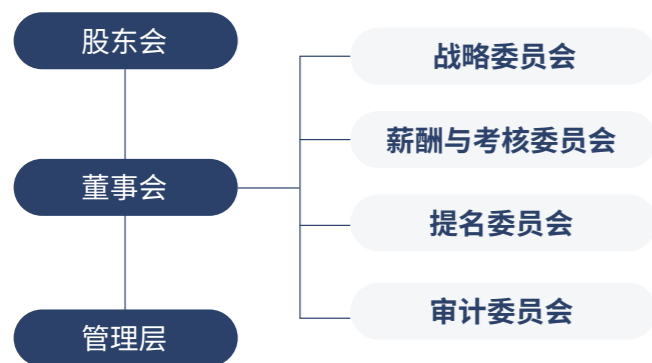 股东会
董事会
管理层
战略委员会
薪酬与考核委员会
提名委员会
审计委员会